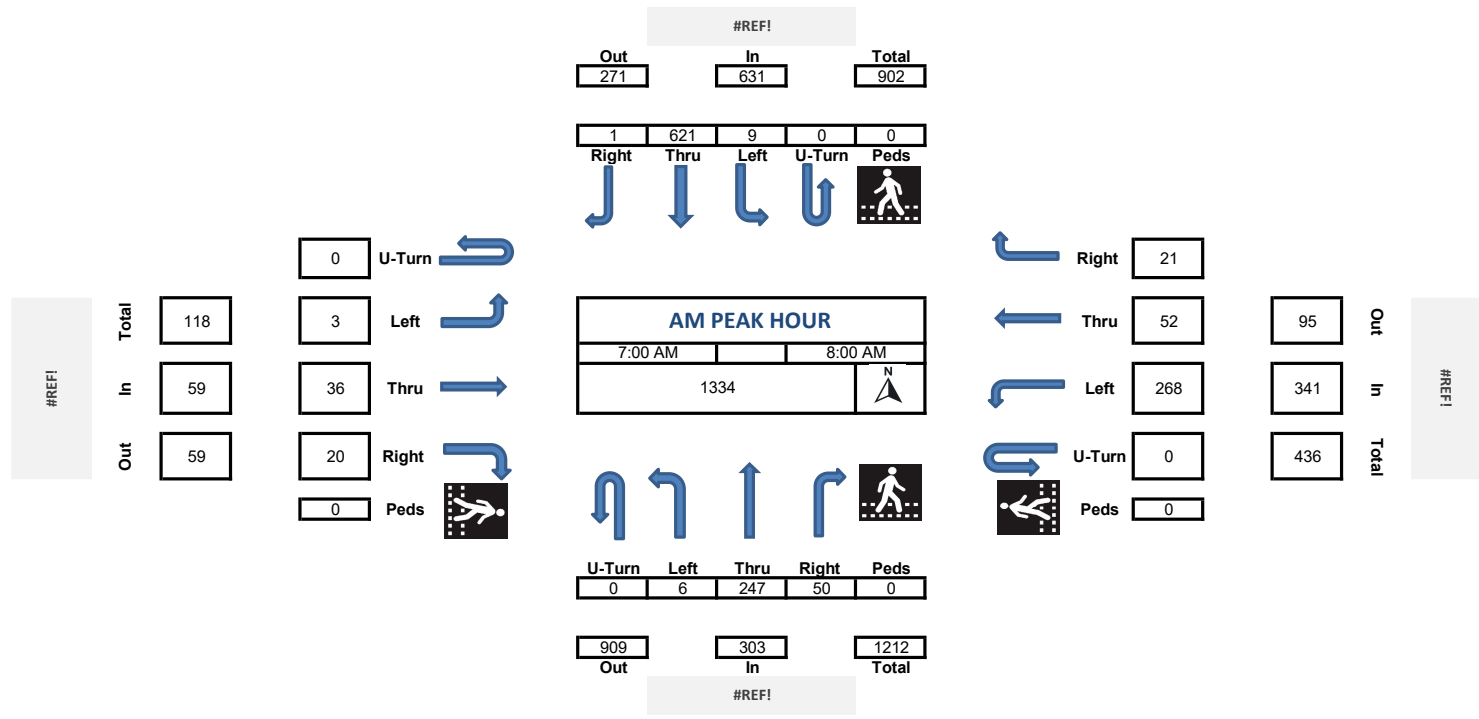 #REF!
Out In Total
271 631 902
1 621 9 0 0
Right Thru Left U-Turn Peds
0 U-Turn
Right 21
Total 118 3 Left
AM PEAK HOUR
Thru 52 95 Out
7:00 AM 8:00 AM
#REF!
In 59 36 Thru
1334 N
Left 268 341 In
#REF!
Out 59 20 Right
U-Turn 0 436 Total
0 Peds
Peds 0
U-Turn Left Thru Right Peds
0 6 247 50 0
909 303 1212
Out In Total
#REF!